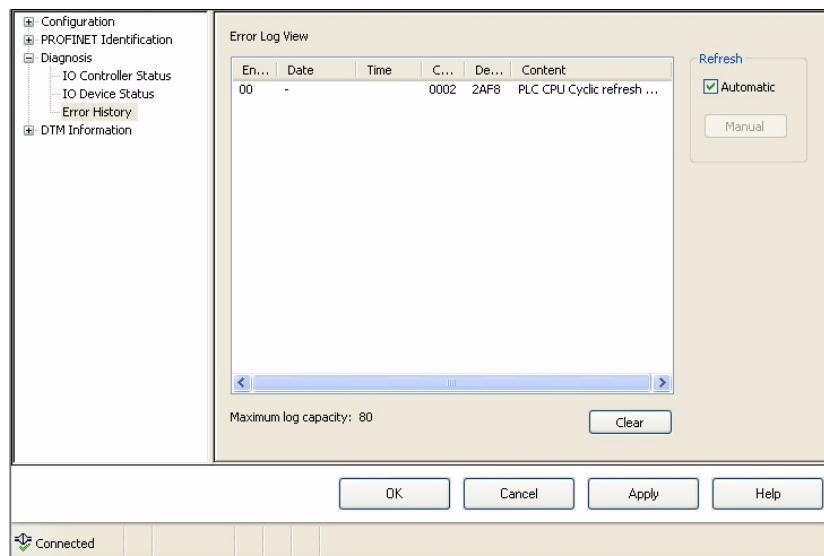 Configuration
PROFINET Identification
Diagnosis
IO Controller Status
IO Device Status
Error History
DTM Information
Error Log View
En... Date Time C... De... Content
00 - 0002 2AF8 PLC CPU Cyclic refresh ...
Maximum log capacity: 80
Clear
Refresh
Automatic
Manual
OK Cancel Apply Help
Connected